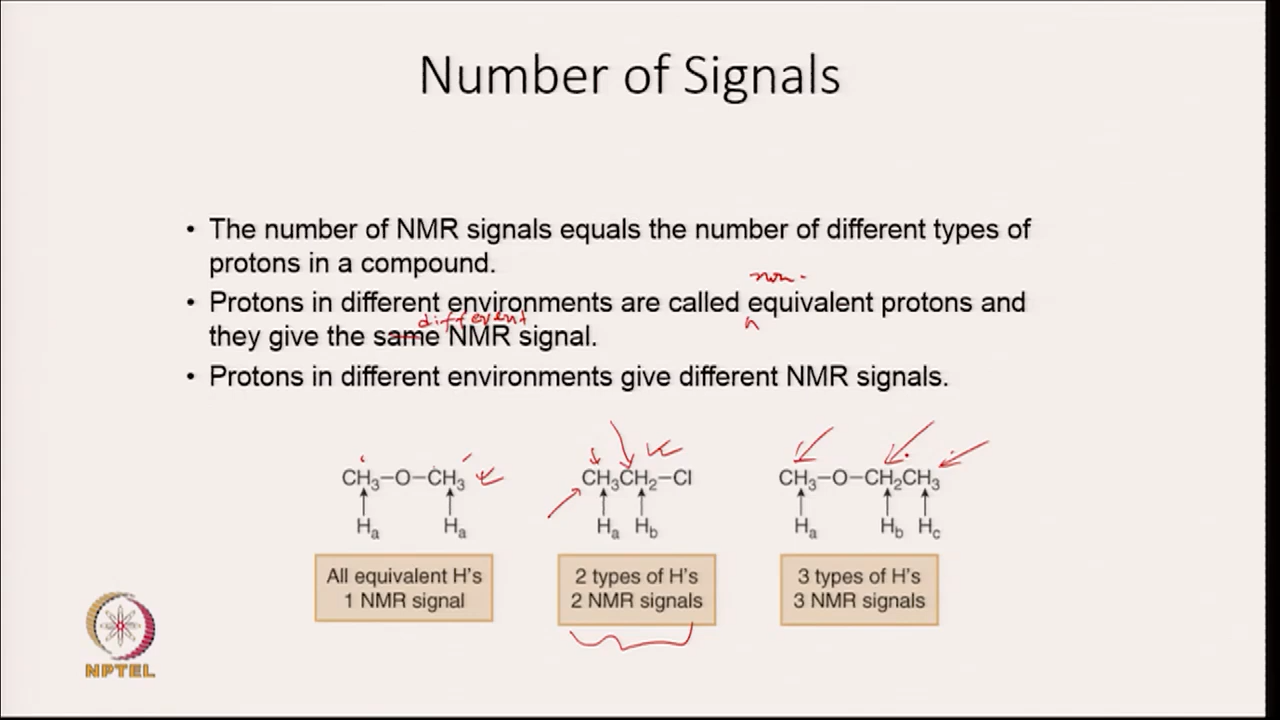 Number of Signals
• The number of NMR signals equals the number of different types of
protons in a compound.
non-
• Protons in different environments are called equivalent protons and
different
they give the same NMR signal.
• Protons in different environments give different NMR signals.
CH3–O–CH3
Ha Ha
All equivalent H's
1 NMR signal
CH3CH2–Cl
Ha Hb
2 types of H's
2 NMR signals
CH3–O–CH2CH3
Ha Hb Hc
3 types of H's
3 NMR signals
NPTEL